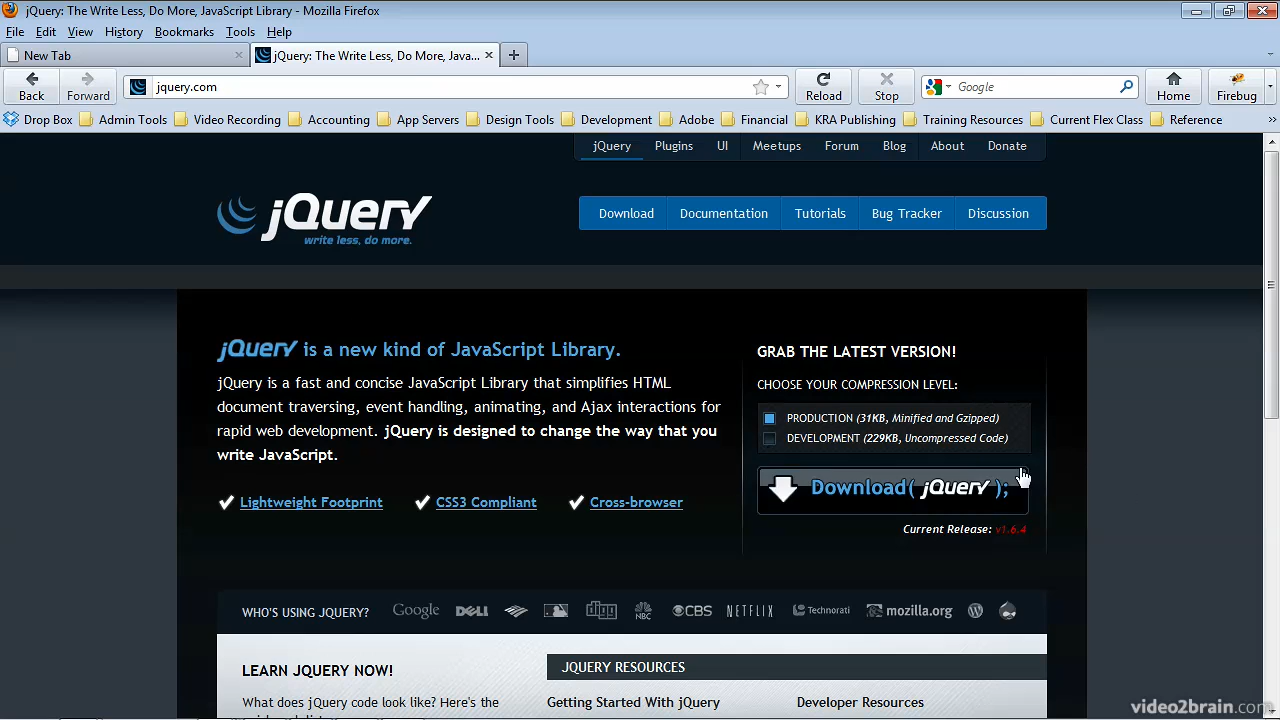 jQuery: The Write Less, Do More, JavaScript Library - Mozilla Firefox
File Edit View History Bookmarks Tools Help
New Tab
jQuery: The Write Less, Do More, Java...
Back Forward jquery.com Reload Stop Google Home Firebug
Drop Box Admin Tools Video Recording Accounting App Servers Design Tools Development Adobe Financial KRA Publishing Training Resources Current Flex Class Reference
jQuery Plugins UI Meetups Forum Blog About Donate
jQuery
write less, do more.
Download Documentation Tutorials Bug Tracker Discussion
jQuery is a new kind of JavaScript Library.
jQuery is a fast and concise JavaScript Library that simplifies HTML
document traversing, event handling, animating, and Ajax interactions for
rapid web development. jQuery is designed to change the way that you
write JavaScript.
Lightweight Footprint CSS3 Compliant Cross-browser
GRAB THE LATEST VERSION!
CHOOSE YOUR COMPRESSION LEVEL:
PRODUCTION (31KB, Minified and Gzipped)
DEVELOPMENT (229KB, Uncompressed Code)
Download( jQuery );
Current Release: v1.6.4
WHO'S USING JQUERY? Google DELL digg NBC CBS NETFLIX Technorati mozilla.org
LEARN JQUERY NOW!
What does jQuery code look like? Here's the
JQUERY RESOURCES
Getting Started With jQuery Developer Resources
video2brain.com